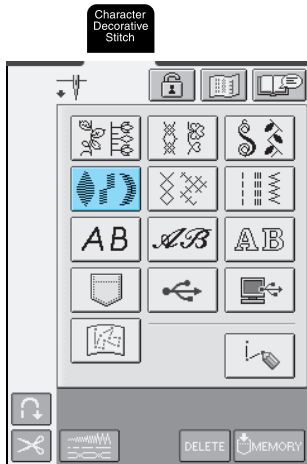 Character
Decorative
Stitch
AB
AB
AB
DELETE
MEMORY